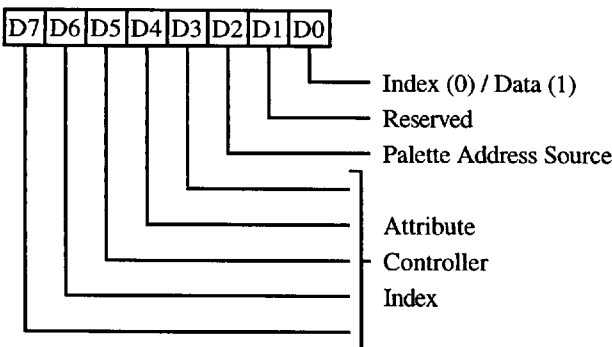 D7 D6 D5 D4 D3 D2 D1 D0
Index (0) / Data (1)
Reserved
Palette Address Source
Attribute
Controller
Index